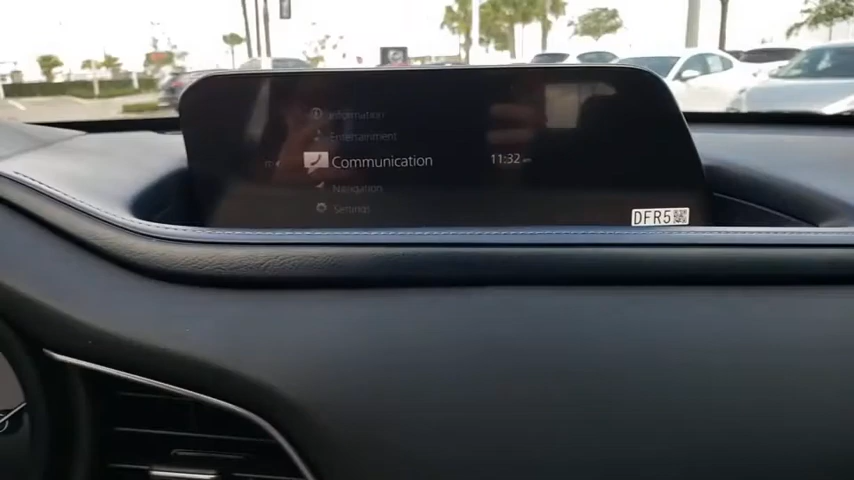 Information
Entertainment
Communication
11:32
Navigation
Settings
DFR5